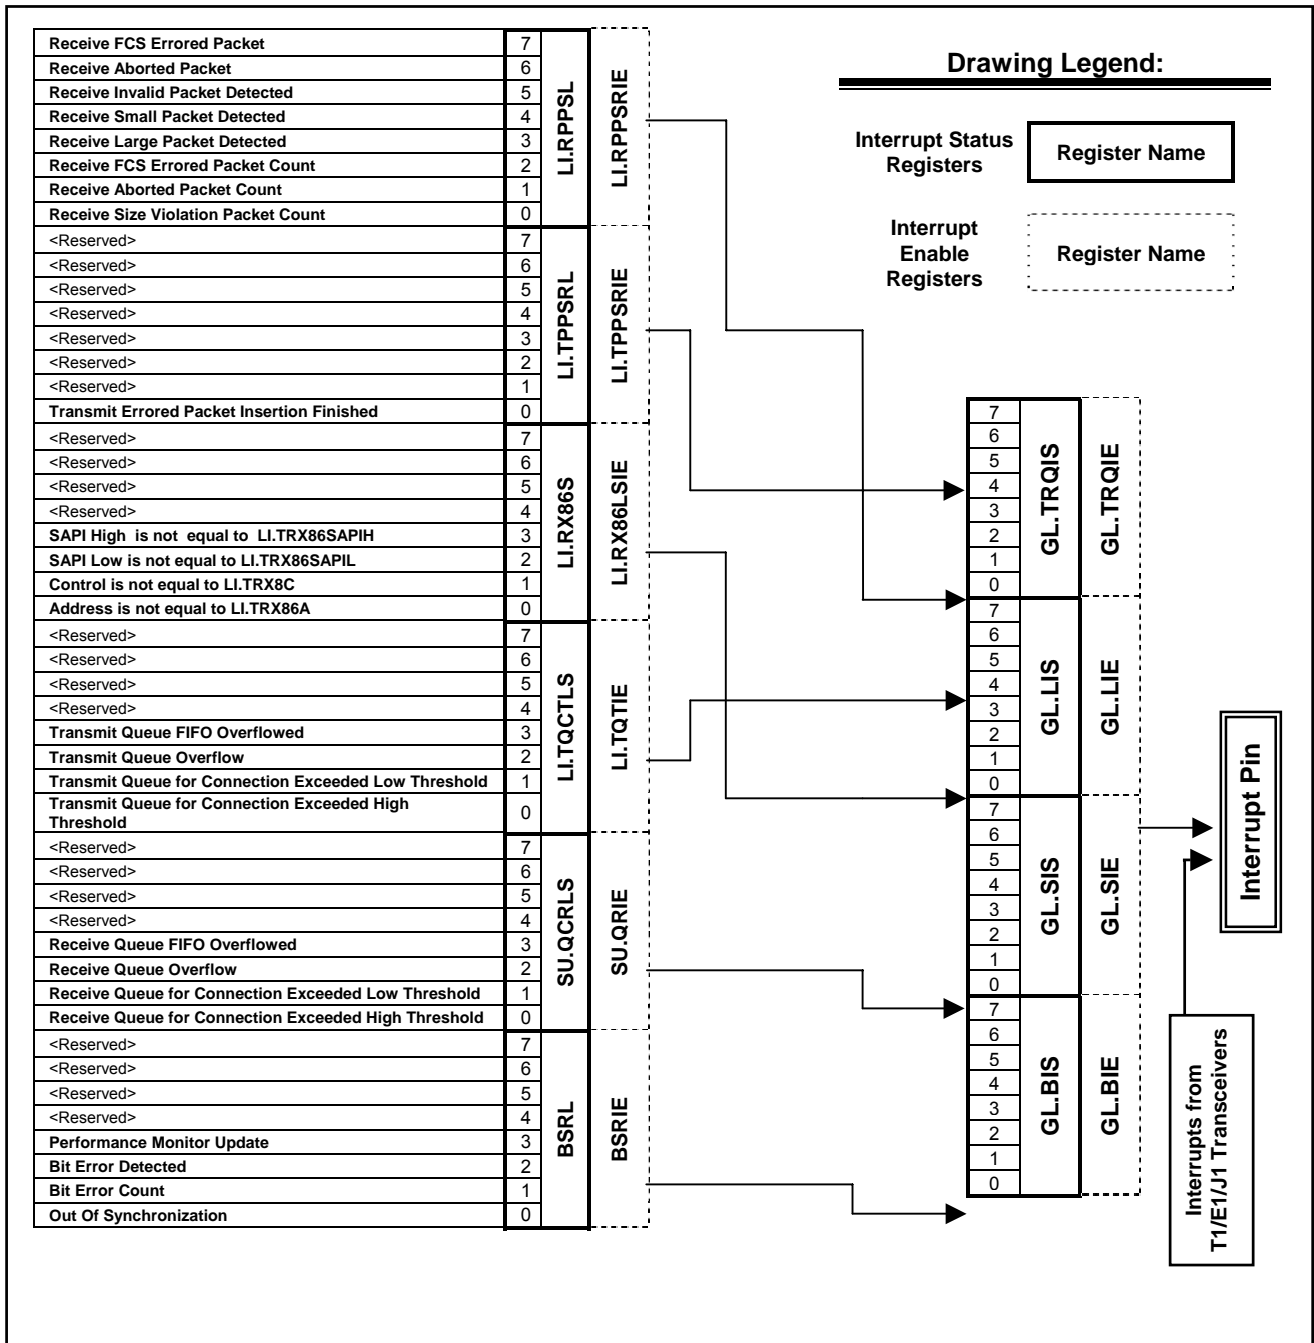 Receive FCS Errored Packet 7
Receive Aborted Packet 6
Receive Invalid Packet Detected 5
Receive Small Packet Detected 4
Receive Large Packet Detected 3
Receive FCS Errored Packet Count 2
Receive Aborted Packet Count 1
Receive Size Violation Packet Count 0
LI.RPPSL
LI.RPPSRIE
<Reserved> 7
<Reserved> 6
<Reserved> 5
<Reserved> 4
<Reserved> 3
<Reserved> 2
<Reserved> 1
Transmit Errored Packet Insertion Finished 0
LI.TPPSRL
LI.TPPSRIE
<Reserved> 7
<Reserved> 6
<Reserved> 5
<Reserved> 4
SAPI High is not equal to LI.TRX86SAPIH 3
SAPI Low is not equal to LI.TRX86SAPIL 2
Control is not equal to LI.TRX8C 1
Address is not equal to LI.TRX86A 0
LI.RX86S
LI.RX86LSIE
<Reserved> 7
<Reserved> 6
<Reserved> 5
<Reserved> 4
Transmit Queue FIFO Overflowed 3
Transmit Queue Overflow 2
Transmit Queue for Connection Exceeded Low Threshold 1
Transmit Queue for Connection Exceeded High
Threshold 0
LI.TQCTLS
LI.TQTIE
<Reserved> 7
<Reserved> 6
<Reserved> 5
<Reserved> 4
Receive Queue FIFO Overflowed 3
Receive Queue Overflow 2
Receive Queue for Connection Exceeded Low Threshold 1
Receive Queue for Connection Exceeded High Threshold 0
SU.QCRLS
SU.QRIE
<Reserved> 7
<Reserved> 6
<Reserved> 5
<Reserved> 4
Performance Monitor Update 3
Bit Error Detected 2
Bit Error Count 1
Out Of Synchronization 0
BSRL
BSRIE
Drawing Legend:
Interrupt Status
Registers
Register Name
Interrupt
Enable
Registers
Register Name
7
6
5
4
3
2
1
0
GL.TRQIS
GL.TRQIE
7
6
5
4
3
2
1
0
GL.LIS
GL.LIE
7
6
5
4
3
2
1
0
GL.SIS
GL.SIE
7
6
5
4
3
2
1
0
GL.BIS
GL.BIE
Interrupt Pin
Interrupts from
T1/E1/J1 Transceivers